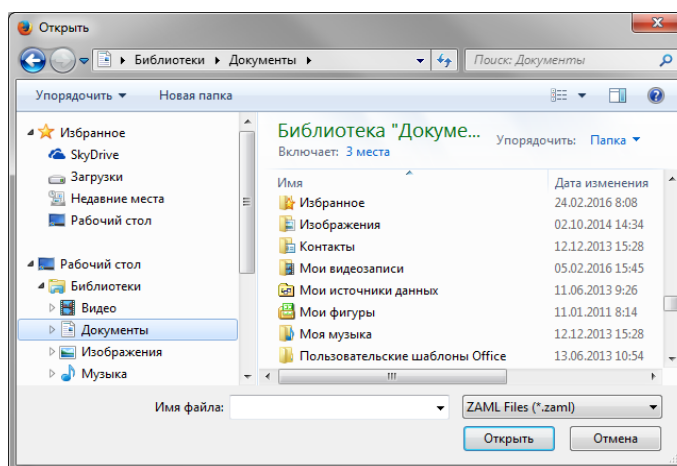 Открыть
Библиотеки Документы
Поиск: Документы
Упорядочить Новая папка
Избранное
SkyDrive
Загрузки
Недавние места
Рабочий стол
Рабочий стол
Библиотеки
Видео
Документы
Изображения
Музыка
Библиотека "Докуме...
Включает: 3 места
Упорядочить: Папка
Имя Дата изменения
Избранное 24.02.2016 8:08
Изображения 02.10.2014 14:34
Контакты 12.12.2013 15:28
Мои видеозаписи 05.02.2016 15:45
Мои источники данных 11.06.2013 9:26
Мои фигуры 11.01.2011 8:14
Моя музыка 12.12.2013 15:28
Пользовательские шаблоны Office 13.06.2013 10:54
Имя файла:
ZAML Files (*.zaml)
Открыть Отмена